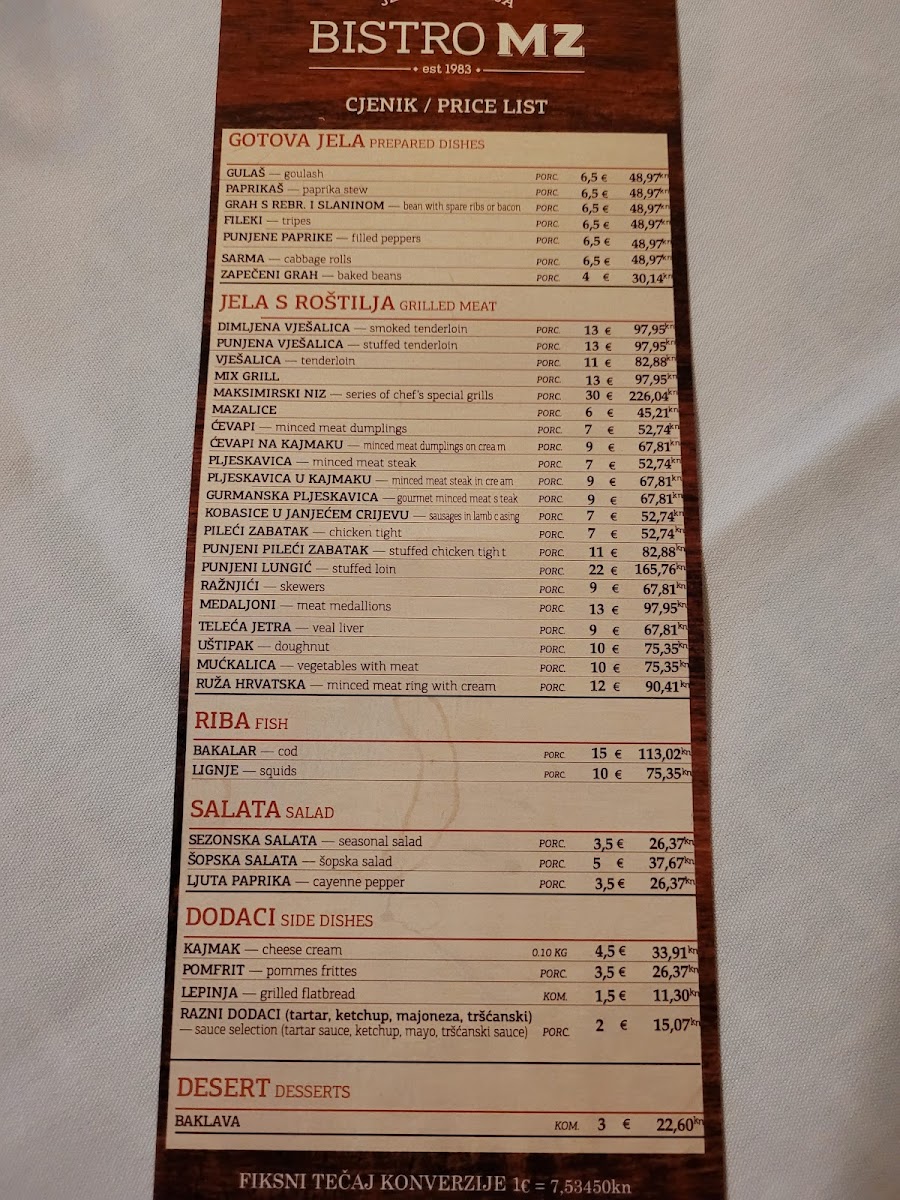 BISTRO MZ
• est 1983 •
CJENIK / PRICE LIST
GOTOVA JELA PREPARED DISHES
GULAŠ — goulash PORC. 6,5 € 48,97kn
PAPRIKAŠ — paprika stew PORC. 6,5 € 48,97kn
GRAH S REBR. I SLANINOM — bean with spare ribs or bacon PORC. 6,5 € 48,97kn
FILEKI — tripes PORC. 6,5 € 48,97kn
PUNJENE PAPRIKE — filled peppers PORC. 6,5 € 48,97kn
SARMA — cabbage rolls PORC. 6,5 € 48,97kn
ZAPEČENI GRAH — baked beans PORC. 4 € 30,14kn
JELA S ROŠTILJA GRILLED MEAT
DIMLJENA VJEŠALICA — smoked tenderloin PORC. 13 € 97,95kn
PUNJENA VJEŠALICA — stuffed tenderloin PORC. 13 € 97,95kn
VJEŠALICA — tenderloin PORC. 11 € 82,88kn
MIX GRILL PORC. 13 € 97,95kn
MAKSIMIRSKI NIZ — series of chef's special grills PORC. 30 € 226,04kn
MAZALICE PORC. 6 € 45,21kn
ĆEVAPI — minced meat dumplings PORC. 7 € 52,74kn
ĆEVAPI NA KAJMAKU — minced meat dumplings on cream PORC. 9 € 67,81kn
PLJESKAVICA — minced meat steak PORC. 7 € 52,74kn
PLJESKAVICA U KAJMAKU — minced meat steak in cream PORC. 9 € 67,81kn
GURMANSKA PLJESKAVICA — gourmet minced meat steak PORC. 9 € 67,81kn
KOBASICE U JANJEĆEM CRIJEVU — sausages in lamb casing PORC. 7 € 52,74kn
PILEĆI ZABATAK — chicken tight PORC. 7 € 52,74kn
PUNJENI PILEĆI ZABATAK — stuffed chicken tight PORC. 11 € 82,88kn
PUNJENI LUNGIĆ — stuffed loin PORC. 22 € 165,76kn
RAŽNJIĆI — skewers PORC. 9 € 67,81kn
MEDALJONI — meat medallions PORC. 13 € 97,95kn
TELEĆA JETRA — veal liver PORC. 9 € 67,81kn
UŠTIPAK — doughnut PORC. 10 € 75,35kn
MUĆKALICA — vegetables with meat PORC. 10 € 75,35kn
RUŽA HRVATSKA — minced meat ring with cream PORC. 12 € 90,41kn
RIBA FISH
BAKALAR — cod PORC. 15 € 113,02kn
LIGNJE — squids PORC. 10 € 75,35kn
SALATA SALAD
SEZONSKA SALATA — seasonal salad PORC. 3,5 € 26,37kn
ŠOPSKA SALATA — šopska salad PORC. 5 € 37,67kn
LJUTA PAPRIKA — cayenne pepper PORC. 3,5 € 26,37kn
DODACI SIDE DISHES
KAJMAK — cheese cream 0.10 KG 4,5 € 33,91kn
POMFRIT — pommes frittes PORC. 3,5 € 26,37kn
LEPINJA — grilled flatbread KOM. 1,5 € 11,30kn
RAZNI DODACI (tartar, ketchup, majoneza, tršćanski)
— sauce selection (tartar sauce, ketchup, mayo, tršćanski sauce) PORC. 2 € 15,07kn
DESERT DESSERTS
BAKLAVA KOM. 3 € 22,60kn
FIKSNI TEČAJ KONVERZIJE 1€ = 7,53450kn